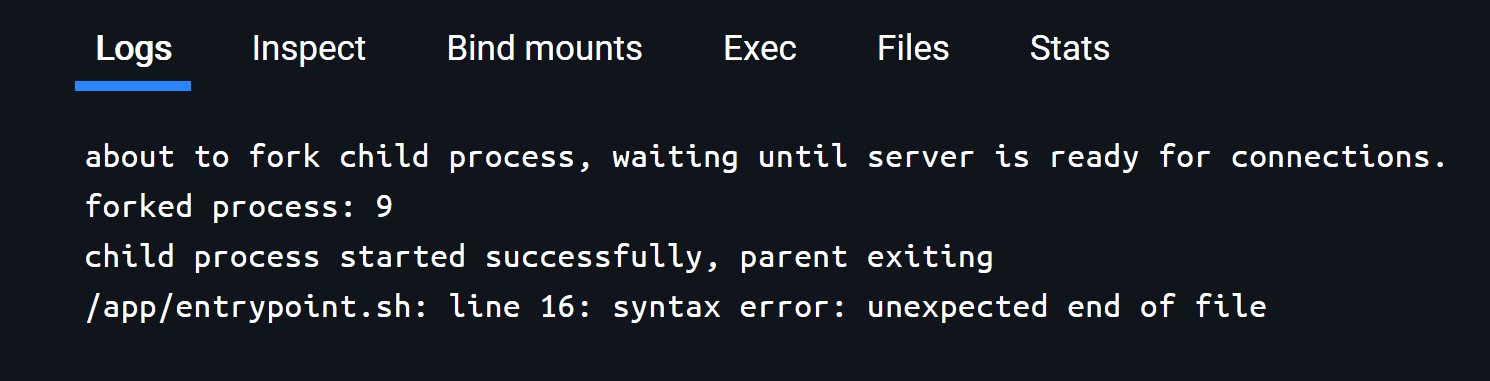 Logs Inspect Bind mounts Exec Files Stats
about to fork child process, waiting until server is ready for connections.
forked process: 9
child process started successfully, parent exiting
/app/entrypoint.sh: line 16: syntax error: unexpected end of file